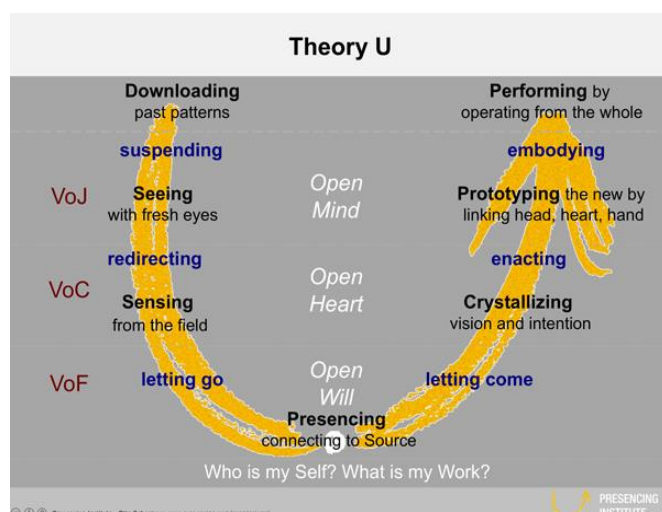 Theory U
Downloading
past patterns
Performing by
operating from the whole
suspending
embodying
VoJ
Seeing
with fresh eyes
Open
Mind
Prototyping the new by
linking head, heart, hand
redirecting
enacting
VoC
Sensing
from the field
Open
Heart
Crystallizing
vision and intention
VoF
letting go
Open
Will
letting come
Presencing
connecting to Source
Who is my Self? What is my Work?
PRESENCING
INSTITUTE